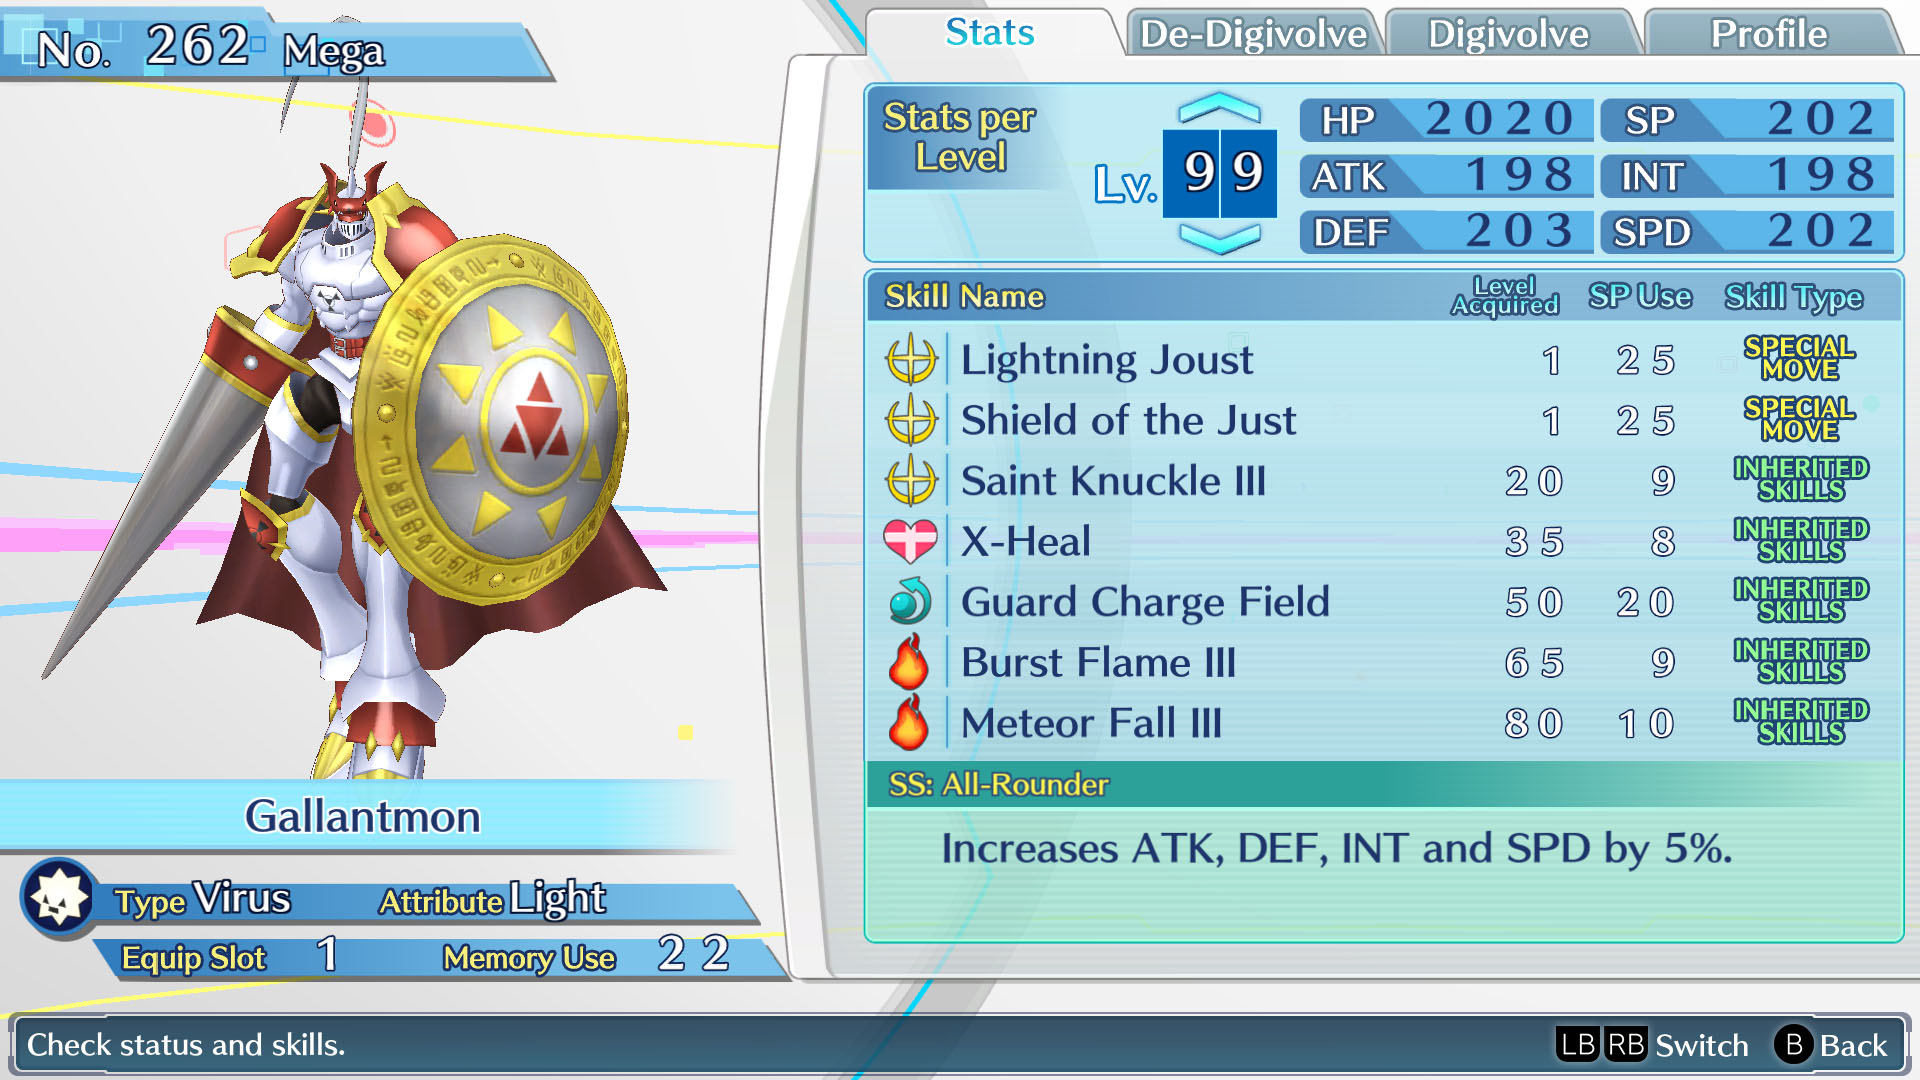 No. 262 Mega
Stats De-Digivolve Digivolve Profile
Stats per
Level
Lv. 99
HP 2020 SP 202
ATK 198 INT 198
DEF 203 SPD 202
Skill Name Level Acquired SP Use Skill Type
Lightning Joust 1 25 SPECIAL MOVE
Shield of the Just 1 25 SPECIAL MOVE
Saint Knuckle III 20 9 INHERITED SKILLS
X-Heal 35 8 INHERITED SKILLS
Guard Charge Field 50 20 INHERITED SKILLS
Burst Flame III 65 9 INHERITED SKILLS
Meteor Fall III 80 10 INHERITED SKILLS
SS: All-Rounder
Increases ATK, DEF, INT and SPD by 5%.
Gallantmon
Type Virus Attribute Light
Equip Slot 1 Memory Use 22
Check status and skills.
LB RB Switch B Back